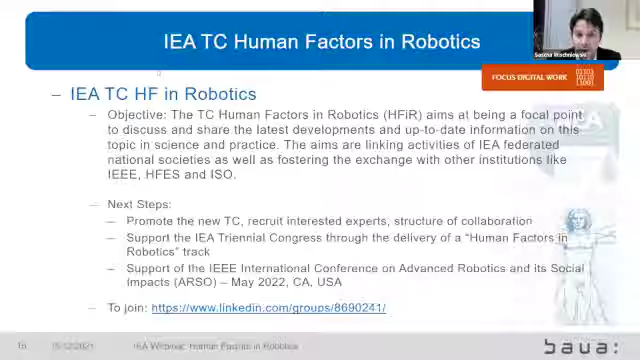 IEA TC Human Factors in Robotics
FOCUS DIGITAL WORK
– IEA TC HF in Robotics
– Objective: The TC Human Factors in Robotics (HFiR) aims at being a focal point
to discuss and share the latest developments and up-to-date information on this
topic in science and practice. The aims are linking activities of IEA federated
national societies as well as fostering the exchange with other institutions like
IEEE, HFES and ISO.
– Next Steps:
– Promote the new TC, recruit interested experts, structure of collaboration
– Support the IEA Triennial Congress through the delivery of a “Human Factors in
Robotics” track
– Support of the IEEE International Conference on Advanced Robotics and its Social
Impacts (ARSO) – May 2022, CA, USA
– To join: https://www.linkedin.com/groups/8690241/
IEA Webinar: Human Factors in Robotics
baua: